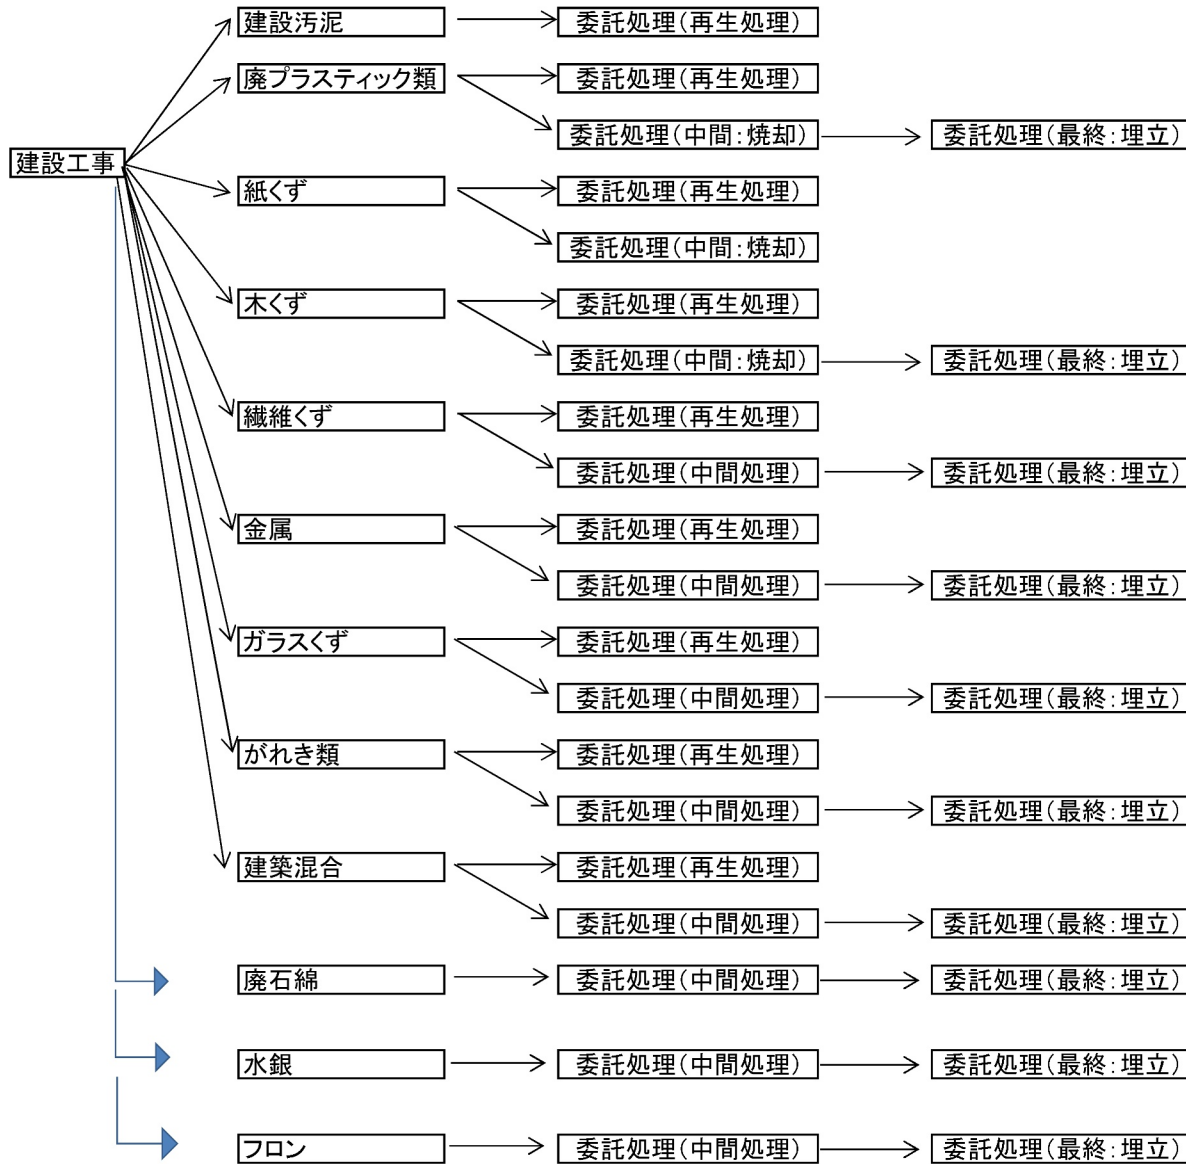 建設汚泥 委託処理(再生処理)
廃プラスティック類 委託処理(再生処理)
委託処理(中間:焼却) 委託処理(最終:埋立)
建設工事
紙くず 委託処理(再生処理)
委託処理(中間:焼却)
木くず 委託処理(再生処理)
委託処理(中間:焼却) 委託処理(最終:埋立)
繊維くず 委託処理(再生処理)
委託処理(中間処理) 委託処理(最終:埋立)
金属 委託処理(再生処理)
委託処理(中間処理) 委託処理(最終:埋立)
ガラスくず 委託処理(再生処理)
委託処理(中間処理) 委託処理(最終:埋立)
がれき類 委託処理(再生処理)
委託処理(中間処理) 委託処理(最終:埋立)
建築混合 委託処理(再生処理)
委託処理(中間処理) 委託処理(最終:埋立)
廃石綿 委託処理(中間処理) 委託処理(最終:埋立)
水銀 委託処理(中間処理) 委託処理(最終:埋立)
フロン 委託処理(中間処理) 委託処理(最終:埋立)